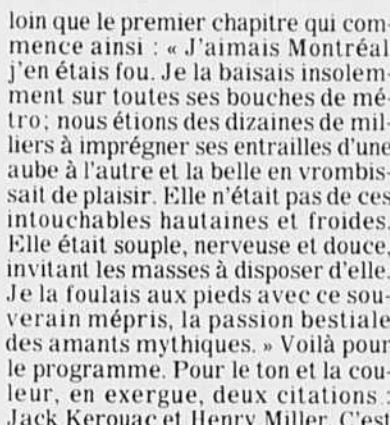 loin que le premier chapitre qui com-
mence ainsi : « J'aimais Montréal
j'en étais fou. Je la baisais insolem-
ment sur toutes ses bouches de mé-
tro; nous étions des dizaines de mil-
liers à imprégner ses entrailles d'une
aube à l'autre et la belle en vrombis-
sait de plaisir. Elle n'était pas de ces
intouchables hautaines et froides.
Elle était souple, nerveuse et douce,
invitant les masses à disposer d'elle.
Je la foulais aux pieds avec ce sou-
verain mépris, la passion bestiale
des amants mythiques. » Voilà pour
le programme. Pour le ton et la cou-
leur, en exergue, deux citations :
Jack Kerouac et Henry Miller. C'est